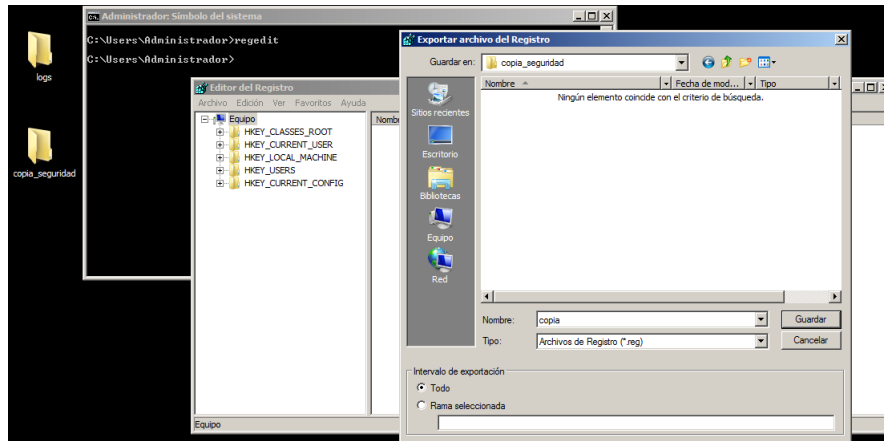 Administrador: Símbolo del sistema
C:\Users\Administrador>regedit
C:\Users\Administrador>
logs
copia_seguridad
Editor del Registro
Archivo Edición Ver Favoritos Ayuda
Equipo
HKEY_CLASSES_ROOT
HKEY_CURRENT_USER
HKEY_LOCAL_MACHINE
HKEY_USERS
HKEY_CURRENT_CONFIG
Equipo
Exportar archivo del Registro
Guardar en: copia_seguridad
Nombre Fecha de mod... Tipo
Ningún elemento coincide con el criterio de búsqueda.
Sitios recientes
Escritorio
Bibliotecas
Equipo
Red
Nombre: copia Guardar
Tipo: Archivos de Registro (*.reg) Cancelar
Intervalo de exportación
Todo
Rama seleccionada